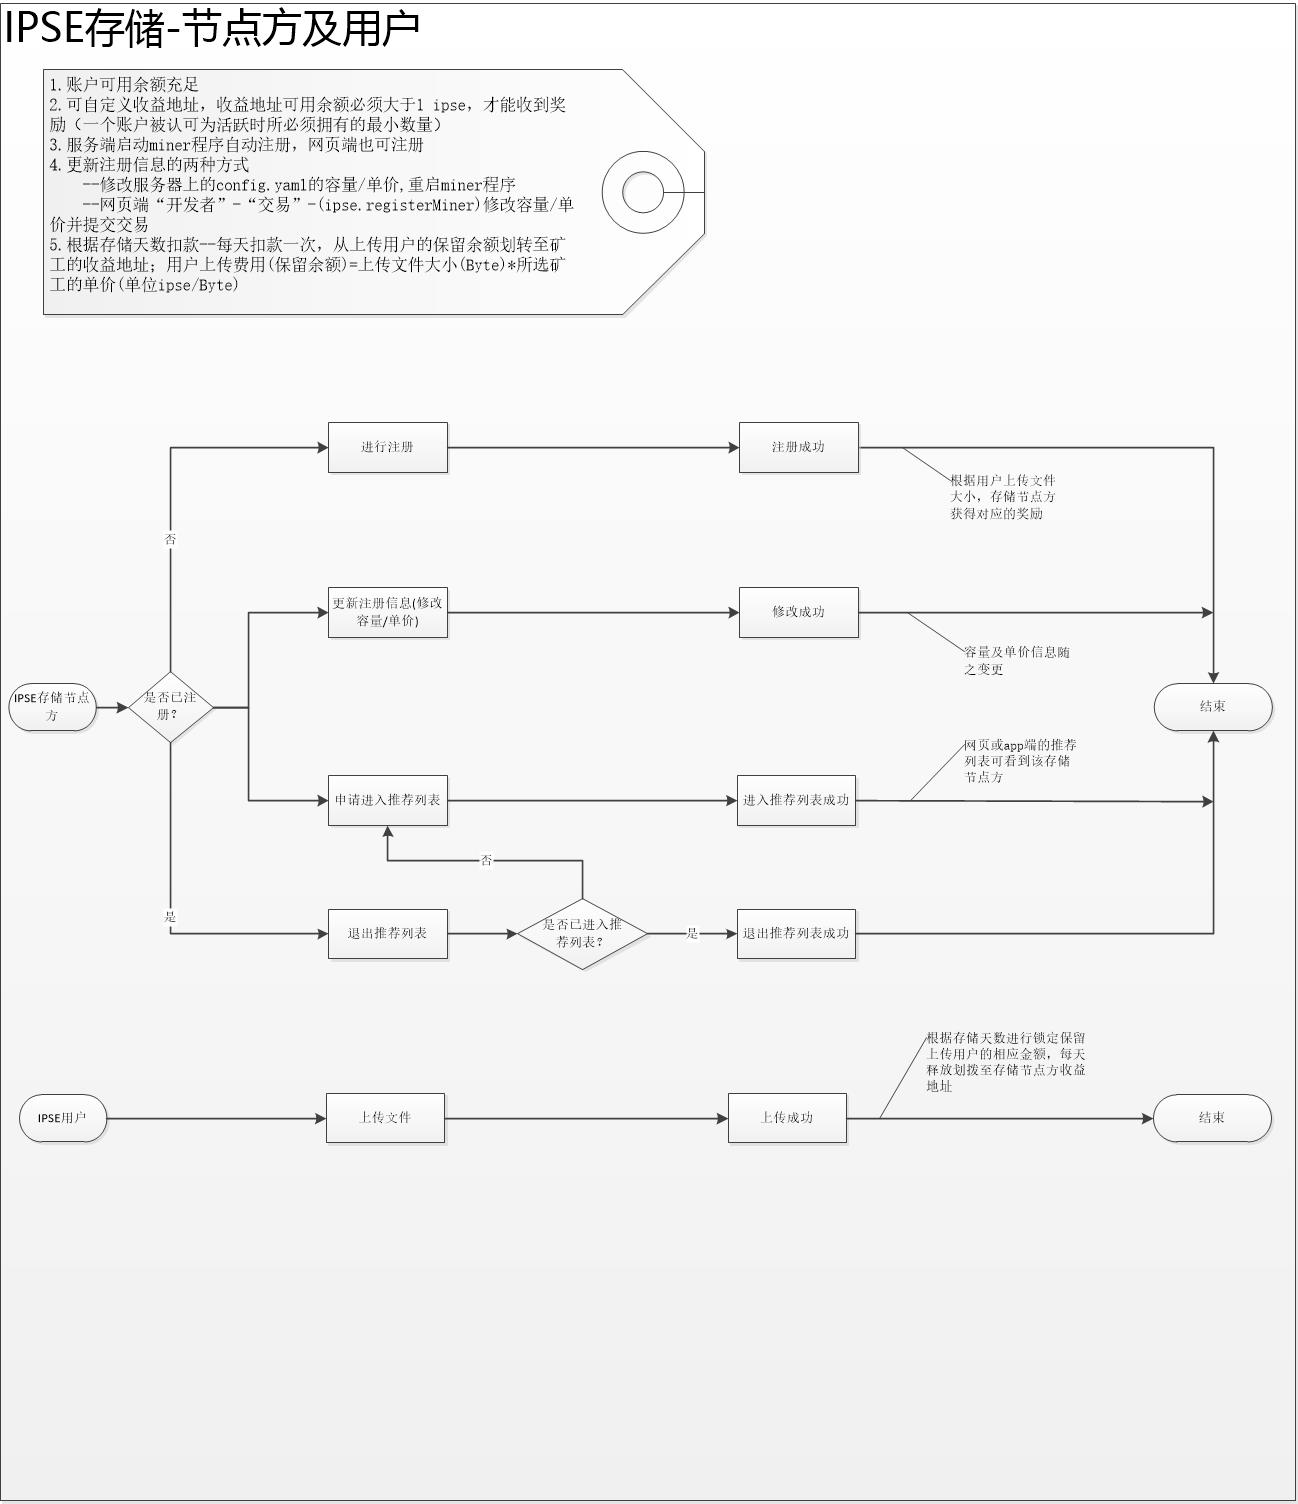 IPSE存储-节点方及用户
1.账户可用余额充足
2.可自定义收益地址，收益地址可用余额必须大于1 ipse，才能收到奖
励（一个账户被认可为活跃时所必须拥有的最小数量）
3.服务端启动miner程序自动注册，网页端也可注册
4.更新注册信息的两种方式
--修改服务器上的config.yaml的容量/单价,重启miner程序
--网页端“开发者”-“交易”-(ipse.registerMiner)修改容量/单
价并提交交易
5.根据存储天数扣款--每天扣款一次，从上传用户的保留余额划转至矿
工的收益地址；用户上传费用(保留余额)=上传文件大小(Byte)*所选矿
工的单价(单位ipse/Byte)
进行注册
注册成功
根据用户上传文件
大小，存储节点方
获得对应的奖励
否
更新注册信息(修改
容量/单价)
修改成功
容量及单价信息随
之变更
IPSE存储节点
方
是否已注
册？
结束
网页或app端的推荐
列表可看到该存储
节点方
申请进入推荐列表
进入推荐列表成功
否
是
退出推荐列表
是否已进入推
荐列表？
是
退出推荐列表成功
根据存储天数进行锁定保留
上传用户的相应金额，每天
释放划拨至存储节点方收益
地址
IPSE用户
上传文件
上传成功
结束